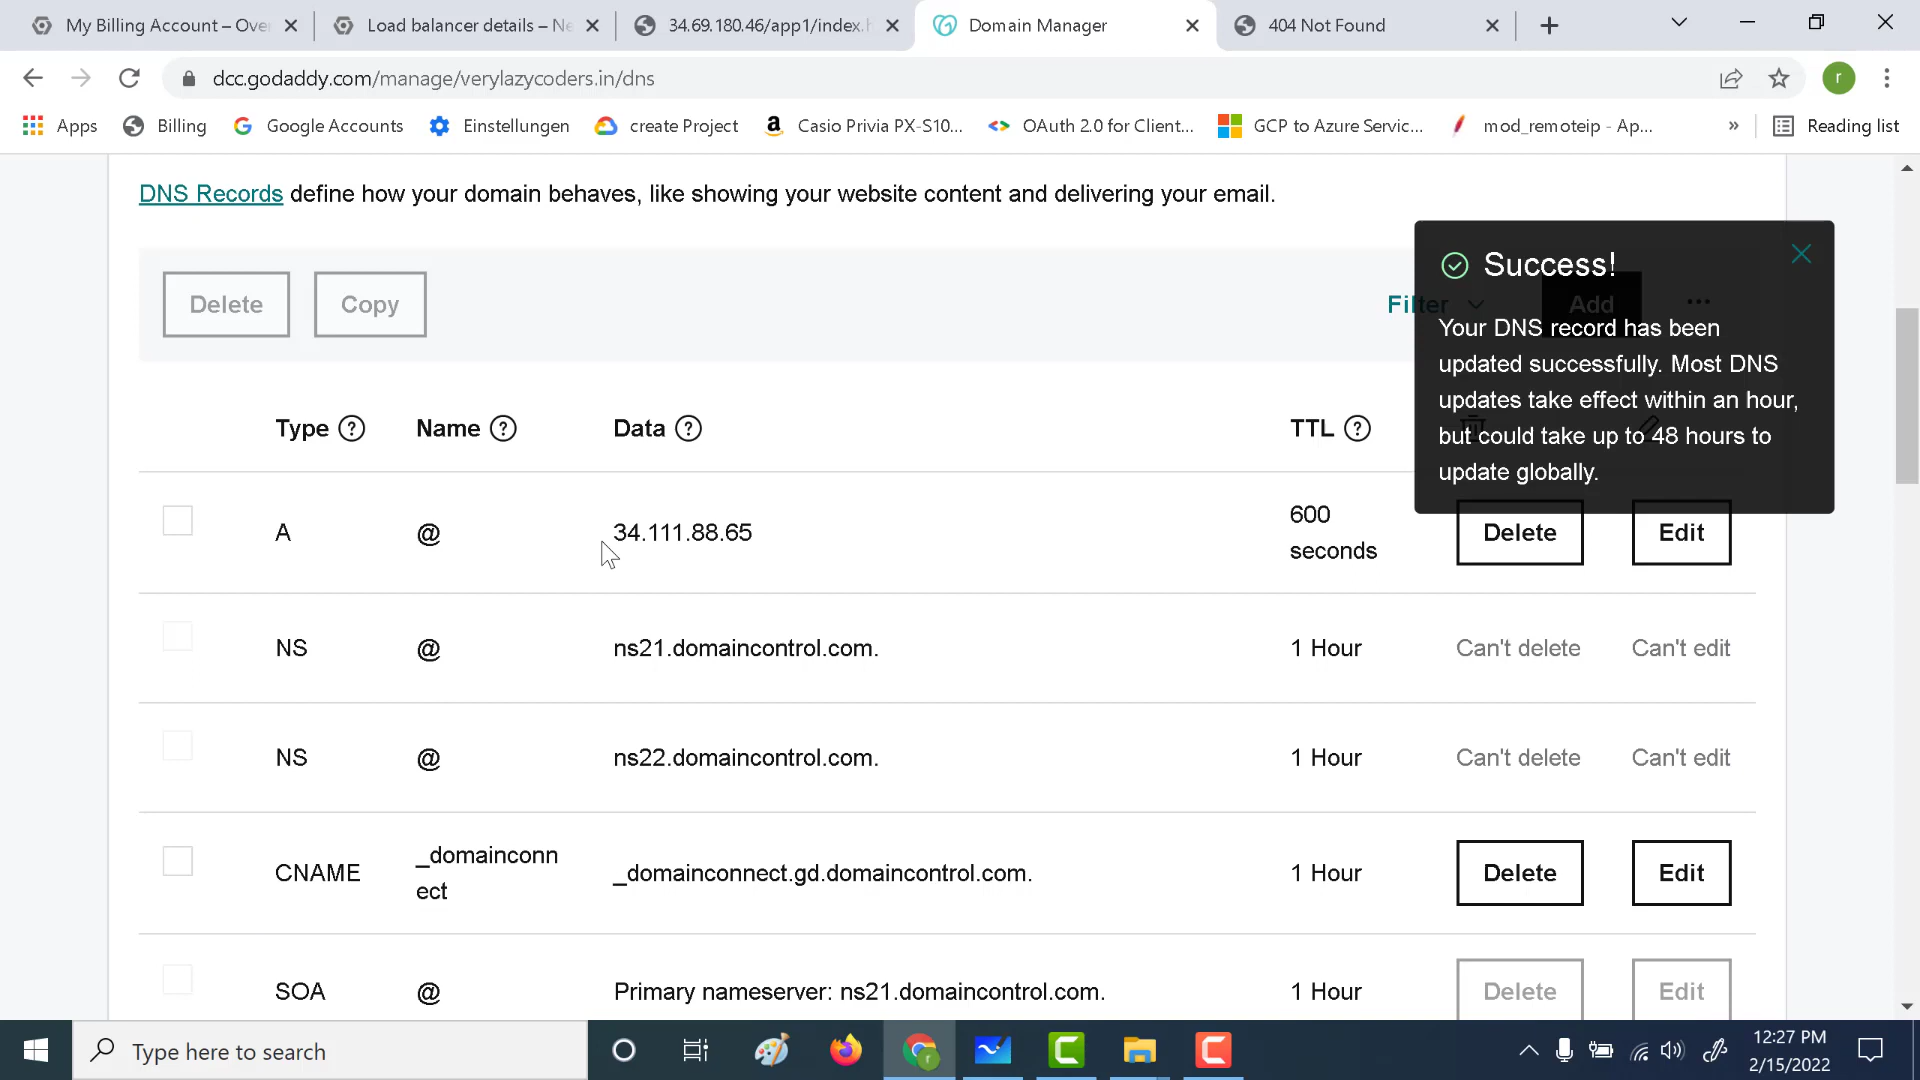 My Billing Account – Over
Load balancer details – Ne
34.69.180.46/app1/index.h
Domain Manager
404 Not Found
dcc.godaddy.com/manage/verylazycoders.in/dns
r
Apps
Billing
Google Accounts
Einstellungen
create Project
Casio Privia PX-S10...
OAuth 2.0 for Client...
GCP to Azure Servic...
mod_remoteip - Ap...
»
Reading list
DNS Records define how your domain behaves, like showing your website content and delivering your email.
Delete
Copy
Filter
Add
Success!
Your DNS record has been
updated successfully. Most DNS
updates take effect within an hour,
but could take up to 48 hours to
update globally.
Type ?
Name ?
Data ?
TTL ?
A
@
34.111.88.65
600
seconds
Delete
Edit
NS
@
ns21.domaincontrol.com.
1 Hour
Can't delete
Can't edit
NS
@
ns22.domaincontrol.com.
1 Hour
Can't delete
Can't edit
CNAME
_domainconn
ect
_domainconnect.gd.domaincontrol.com.
1 Hour
Delete
Edit
SOA
@
Primary nameserver: ns21.domaincontrol.com.
1 Hour
Delete
Edit
Type here to search
12:27 PM
2/15/2022